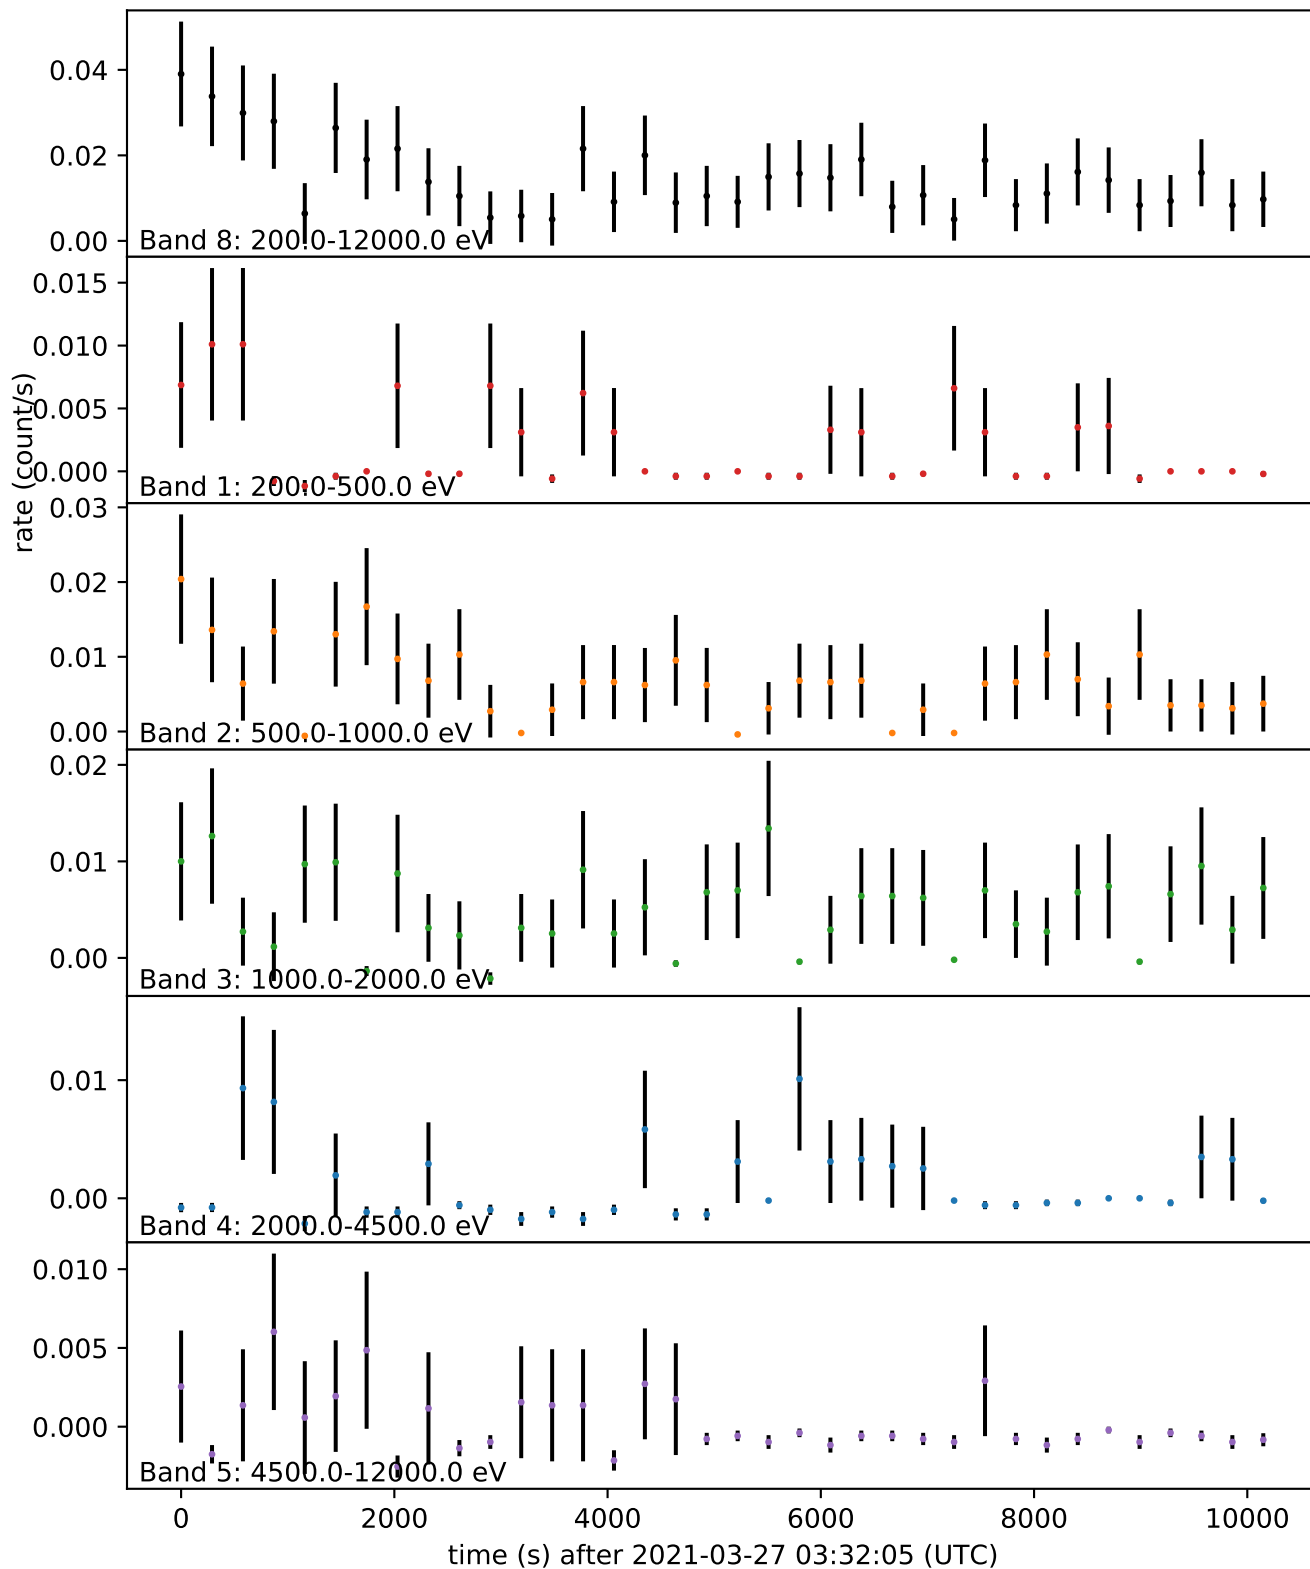 0.04
0.02
0.00
Band 8: 200.0-12000.0 eV
0.015
0.010
0.005
0.000
Band 1: 200.0-500.0 eV
rate (count/s)
0.03
0.02
0.01
0.00
Band 2: 500.0-1000.0 eV
0.02
0.01
0.00
Band 3: 1000.0-2000.0 eV
0.01
0.00
Band 4: 2000.0-4500.0 eV
0.010
0.005
0.000
Band 5: 4500.0-12000.0 eV
0 2000 4000 6000 8000 10000
time (s) after 2021-03-27 03:32:05 (UTC)